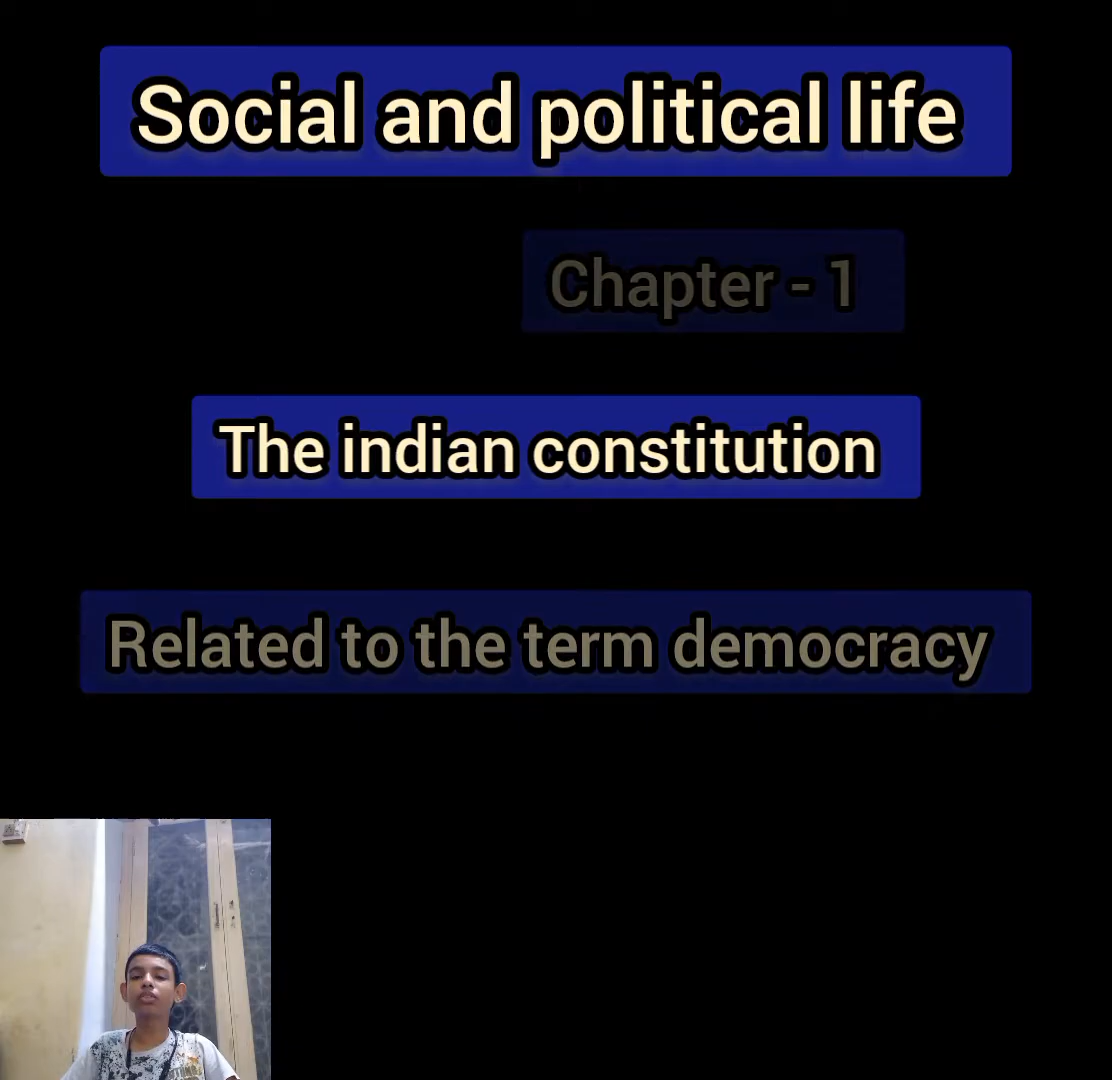 Social and political life
Chapter - 1
The indian constitution
Related to the term democracy